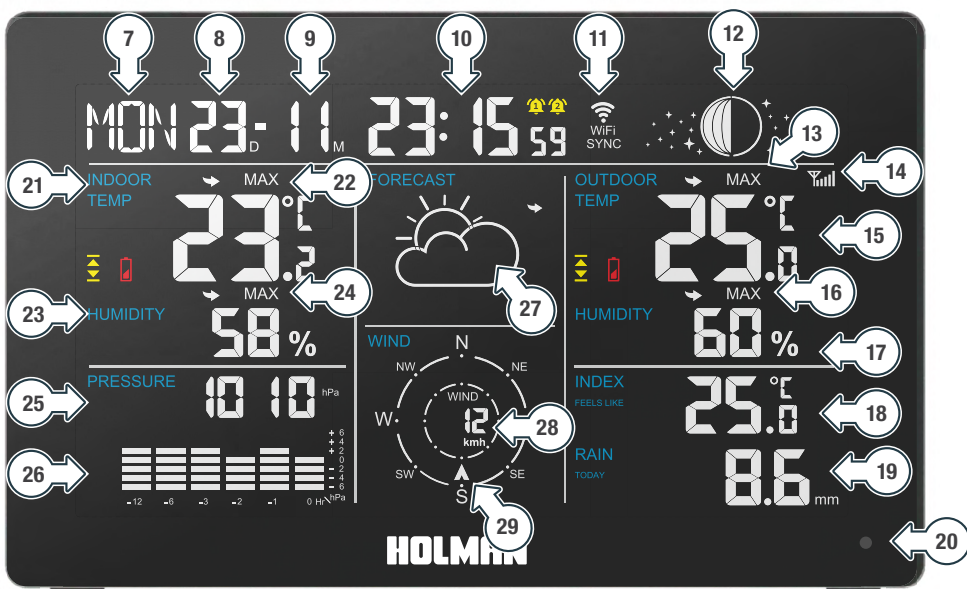 7 8 9 10 11 12
MON 23 D - 11 M 23:15 59 1 2 WiFi SYNC
13
14
21 INDOOR TEMP MAX 22
FORECAST
OUTDOOR TEMP MAX
23.2 °C
25.0 °C 15
MAX 24
MAX 16
23 HUMIDITY 58 %
27
HUMIDITY 60 % 17
25 PRESSURE 1010 hPa
WIND
N
NW NE
W
WIND
12
kmh
28
SW SE
S
29
INDEX
FEELS LIKE
25.0 °C 18
26
+ 6
+ 4
+ 2
0
- 2
- 4
- 6
-12 -6 -3 -2 -1 0 Hr hPa
RAIN
TODAY
8.6 mm 19
HOLMAN
20